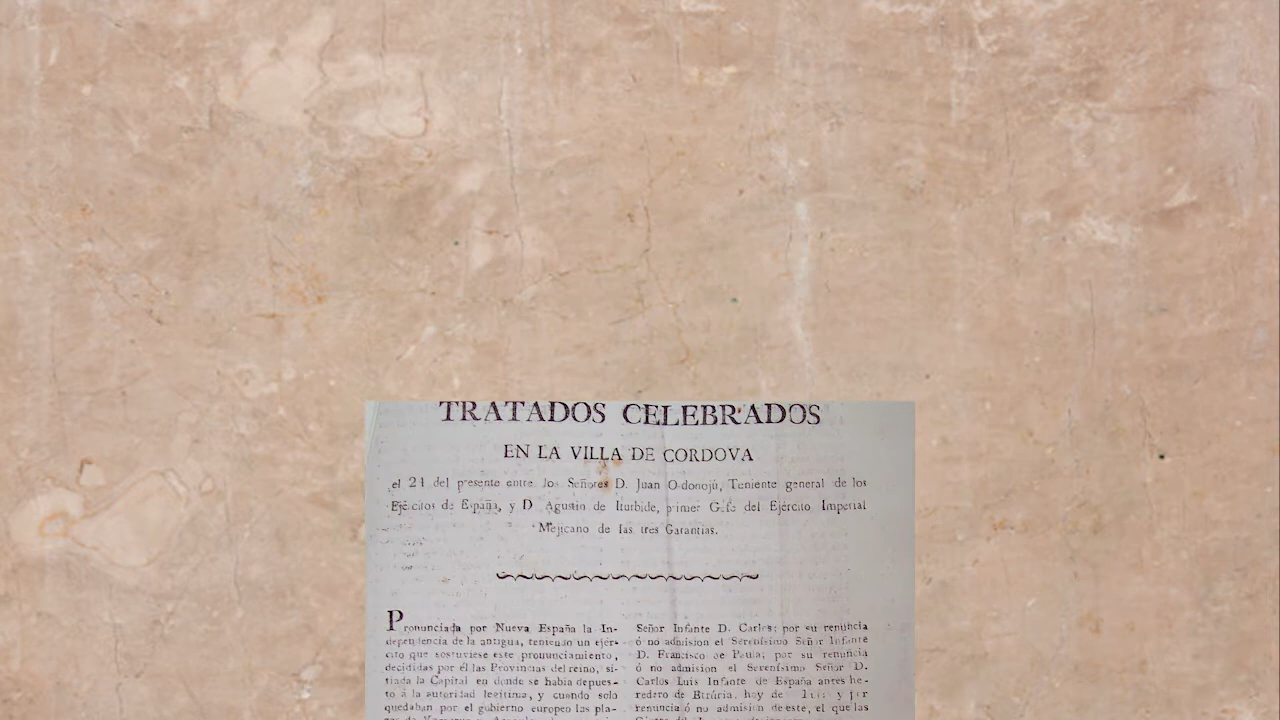 TRATADOS CELEBRADOS
EN LA VILLA DE CORDOVA
el 24 del presente entre los Señores D. Juan O-donojú, Teniente general de los
Ejércitos de España, y D. Agustin de Iturbide, primer Gefe del Ejército Imperial
Mejicano de las tres Garantías.
Pronunciada por Nueva España la In-
dependencia de la antigua, teniendo un ejér-
cito que sostuviese este pronunciamiento,
decididas por él las Provincias del reino, si-
tiada la Capital en donde se habia depues-
to á la autoridad legítima, y cuando solo
quedaban por el gobierno europeo las pla-
Señor Infante D. Carlos; por su renuncia
ó no admision el Serenísimo Señor Infante
D. Francisco de Paula; por su renuncia
ó no admision el Serenísimo Señor D.
Carlos Luis Infante de España antes he-
redero de Etrúria, hoy de y por
renuncia ó no admision de este, el que las